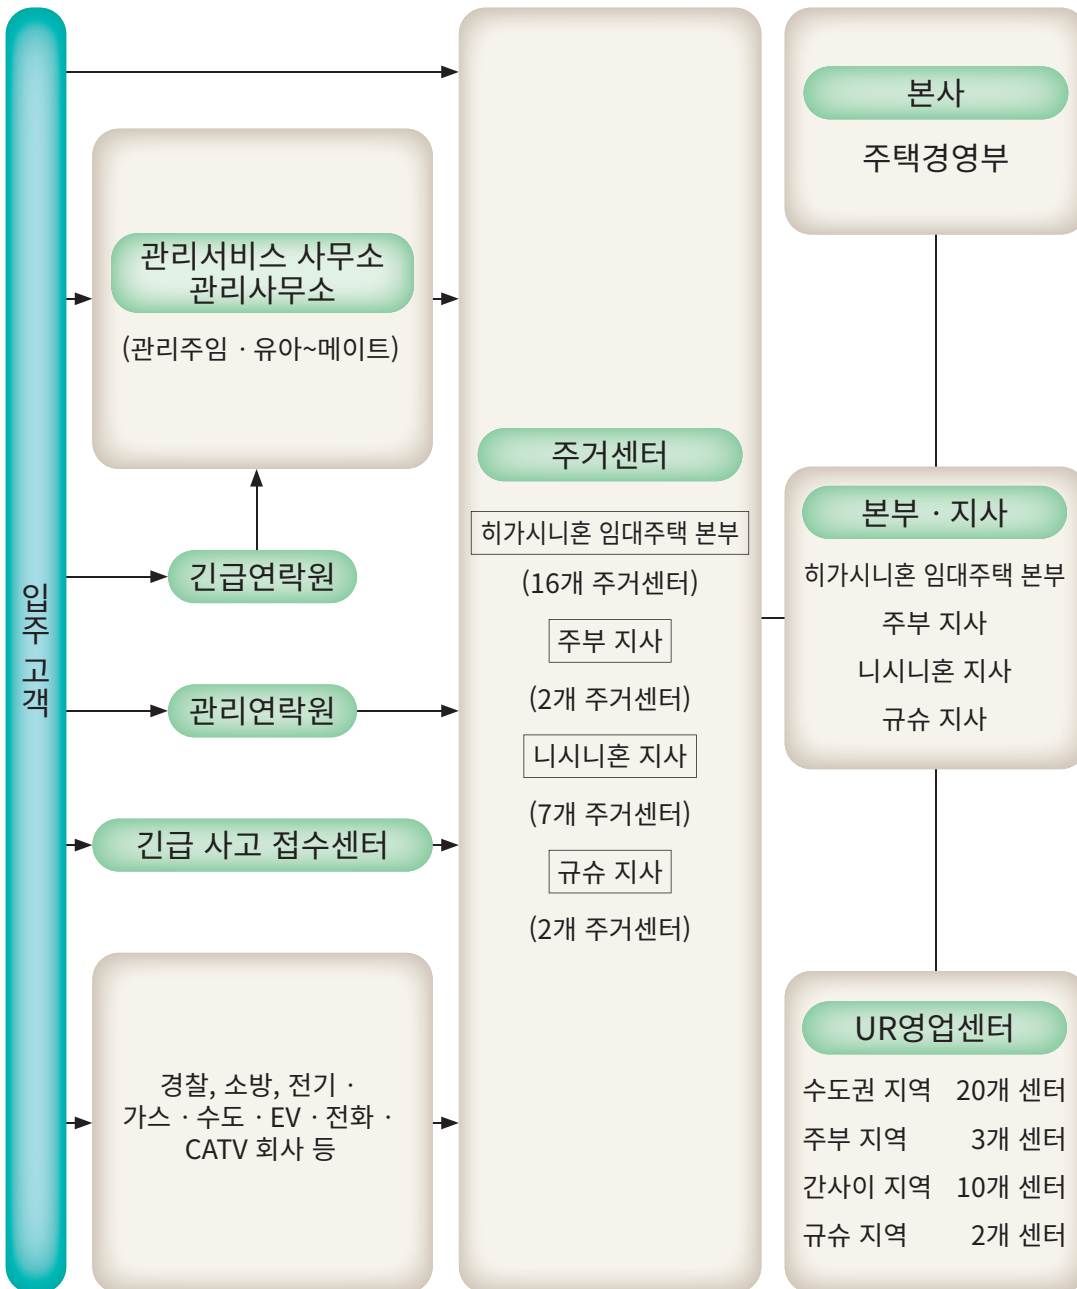 입주 고객
관리서비스 사무소
관리사무소
(관리주임 · 유아~메이트)
긴급연락원
관리연락원
긴급 사고 접수센터
경찰, 소방, 전기 ·
가스 · 수도 · EV · 전화 ·
CATV 회사 등
주거센터
히가시니혼 임대주택 본부
(16개 주거센터)
주부 지사
(2개 주거센터)
니시니혼 지사
(7개 주거센터)
규슈 지사
(2개 주거센터)
본사
주택경영부
본부 · 지사
히가시니혼 임대주택 본부
주부 지사
니시니혼 지사
규슈 지사
UR영업센터
수도권 지역 20개 센터
주부 지역 3개 센터
간사이 지역 10개 센터
규슈 지역 2개 센터